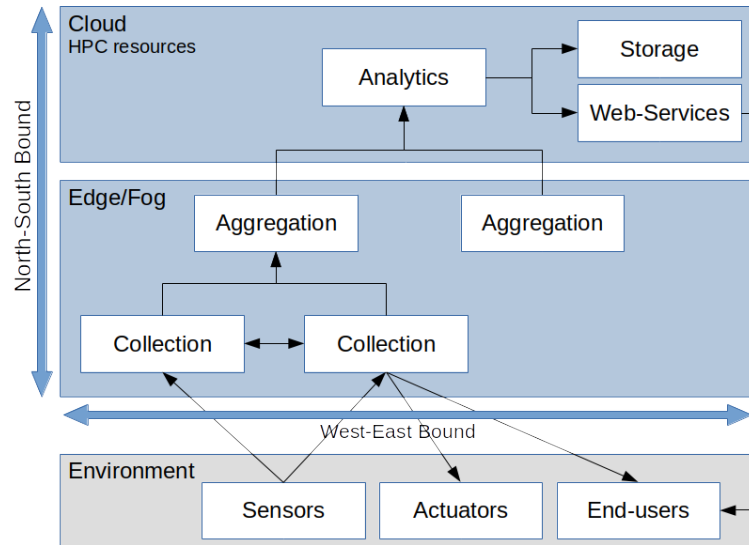 Cloud
HPC resources
Storage
Analytics
Web-Services
North-South Bound
Edge/Fog
Aggregation
Aggregation
Collection
Collection
West-East Bound
Environment
Sensors
Actuators
End-users